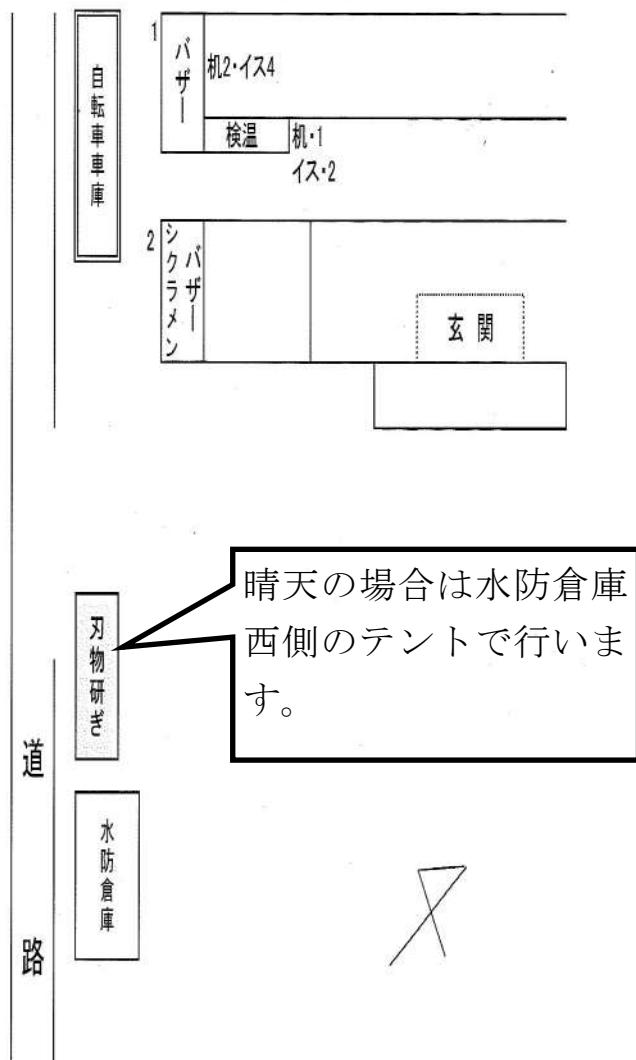 自転車車庫
1
バザー
机2・イス4
検温
机・1
イス・2
2
バザー
シクラメン
玄関
刃物研ぎ
晴天の場合は水防倉庫
西側のテントで行いま
す。
水防倉庫
道路